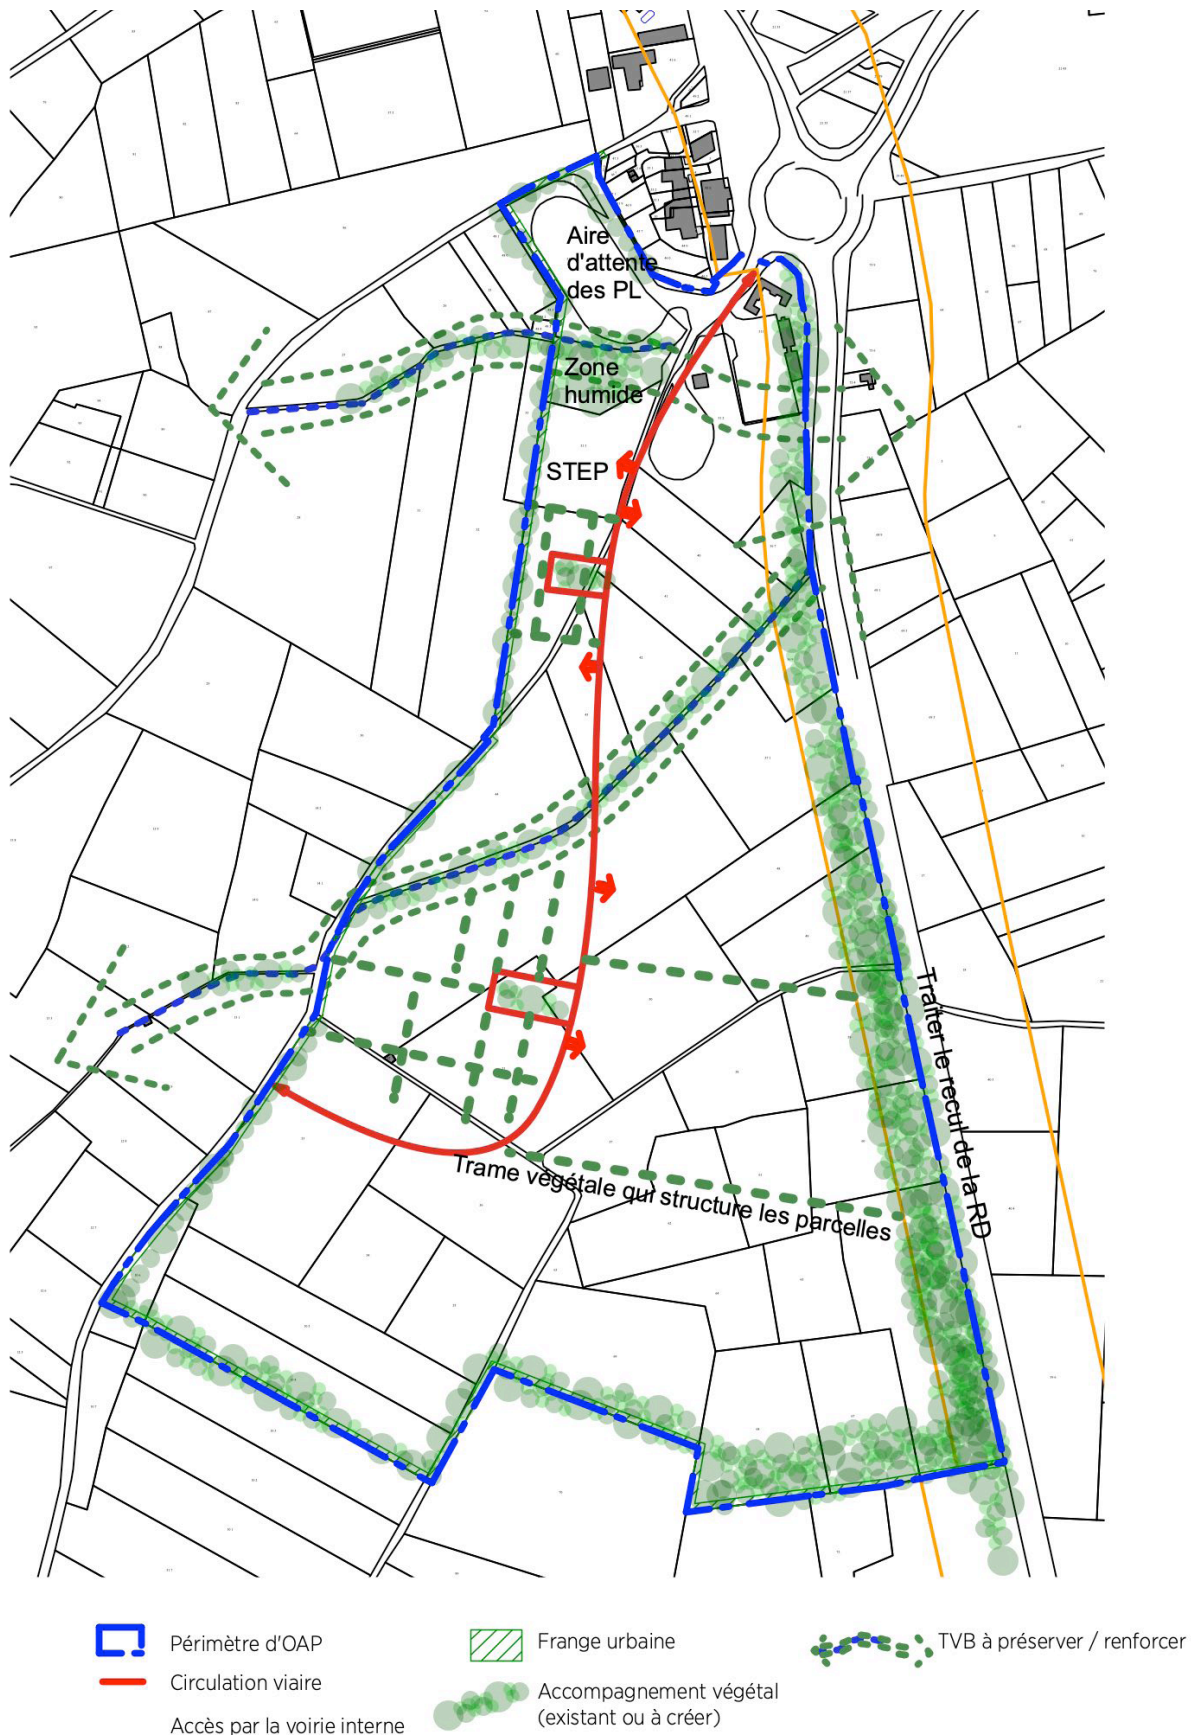 Aire
d'attente
des PL
Zone
humide
STEP
Traiter le recul de la RD
Trame végétale qui structure les parcelles
Périmètre d'OAP
Frange urbaine
TVB à préserver / renforcer
Circulation viaire
Accompagnement végétal
(existant ou à créer)
Accès par la voirie interne